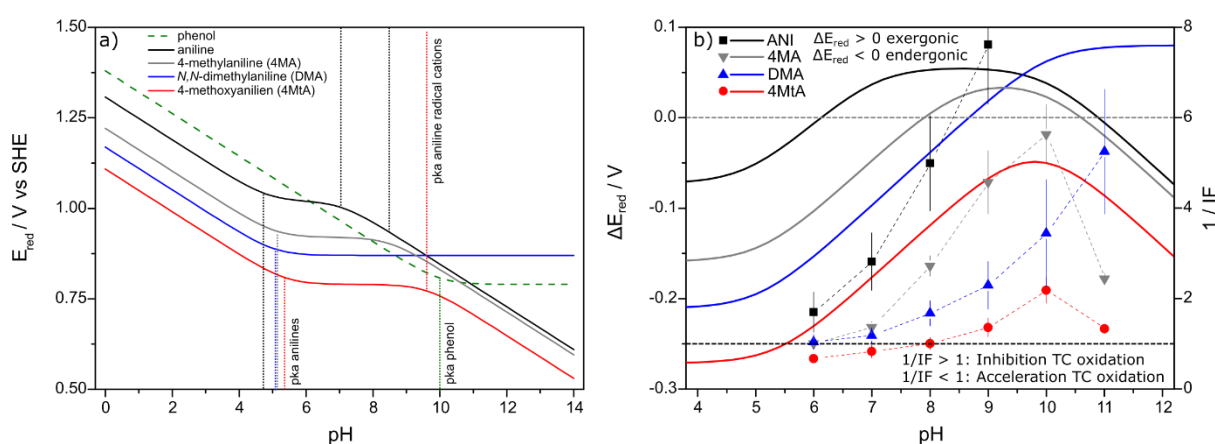 a)
phenol
aniline
4-methylaniline (4MA)
N,N-dimethylaniline (DMA)
4-methoxyanilien (4MtA)
E_red / V vs SHE
1.50
1.25
1.00
0.75
0.50
pka anilines
pka aniline radical cations
pka phenol
0 2 4 6 8 10 12 14
pH
b)
ANI
4MA
DMA
4MtA
ΔE_red > 0 exergonic
ΔE_red < 0 endergonic
ΔE_red / V
0.1
0.0
-0.1
-0.2
-0.3
8
6
4
2
0
1 / IF
1/IF > 1: Inhibition TC oxidation
1/IF < 1: Acceleration TC oxidation
4 5 6 7 8 9 10 11 12
pH